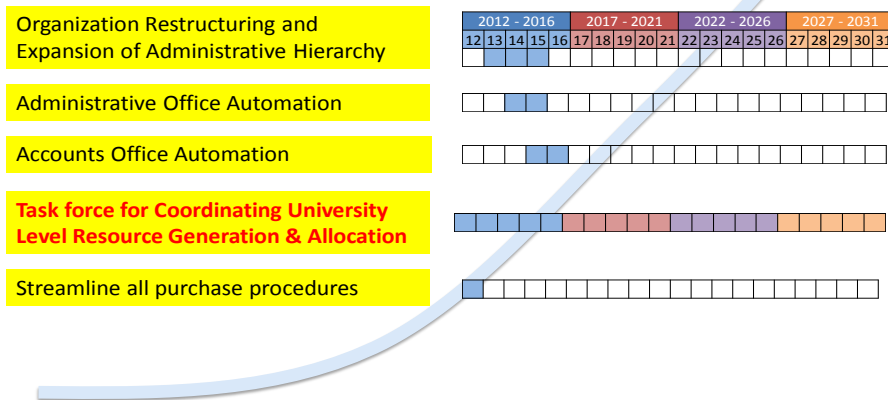 Organization Restructuring and
Expansion of Administrative Hierarchy
2012 - 2016 2017 - 2021 2022 - 2026 2027 - 2031
12 13 14 15 16 17 18 19 20 21 22 23 24 25 26 27 28 29 30 31
Administrative Office Automation
Accounts Office Automation
Task force for Coordinating University
Level Resource Generation & Allocation
Streamline all purchase procedures